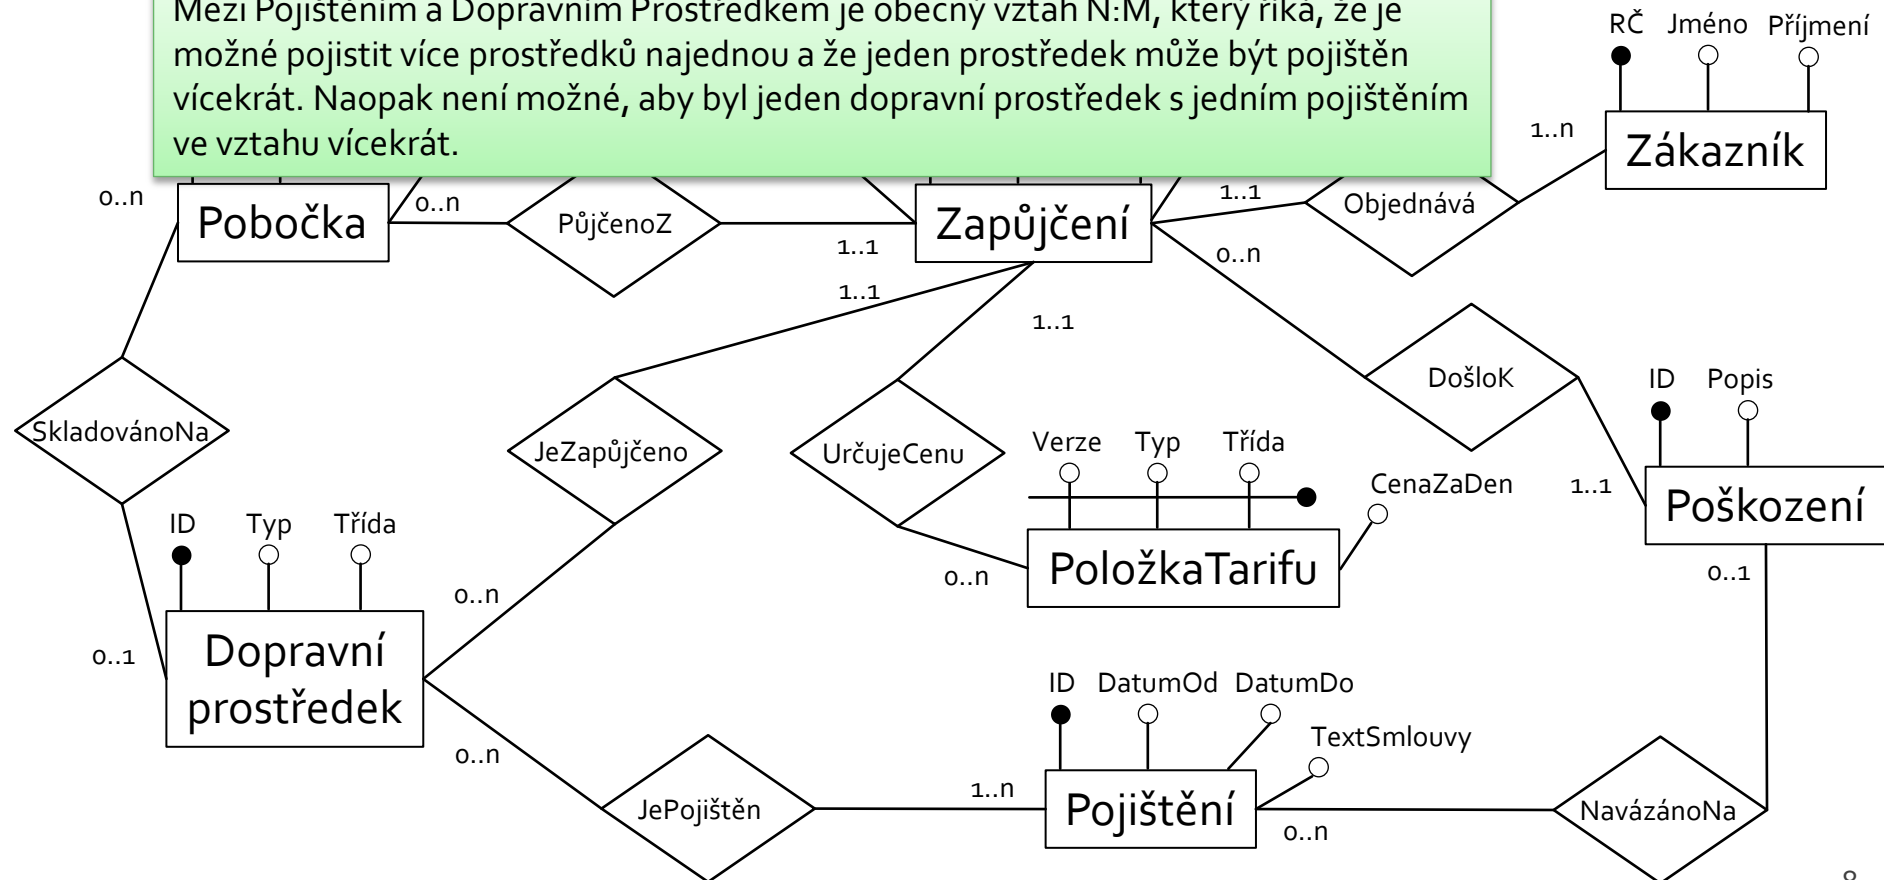 Mezi Pojištěním a Dopravním Prostředkem je obecný vztah N:M, který říká, že je
možné pojistit více prostředků najednou a že jeden prostředek může být pojištěn
vícekrát. Naopak není možné, aby byl jeden dopravní prostředek s jedním pojištěním
ve vztahu vícekrát.
RČ Jméno Příjmení
1..n
Zákazník
0..n
Pobočka
0..n
PůjčenoZ
1..1
Zapůjčení
1..1
Objednává
0..n
1..1
1..1
DošloK
ID Popis
SkladovánoNa
JeZapůjčeno
UrčujeCenu
Verze Typ Třída
CenaZaDen
1..1
Poškození
ID Typ Třída
0..n
0..n
PoložkaTarifu
0..1
0..1
Dopravní
prostředek
ID DatumOd DatumDo
TextSmlouvy
0..n
JePojištěn
1..n
Pojištění
0..n
NavázánoNa